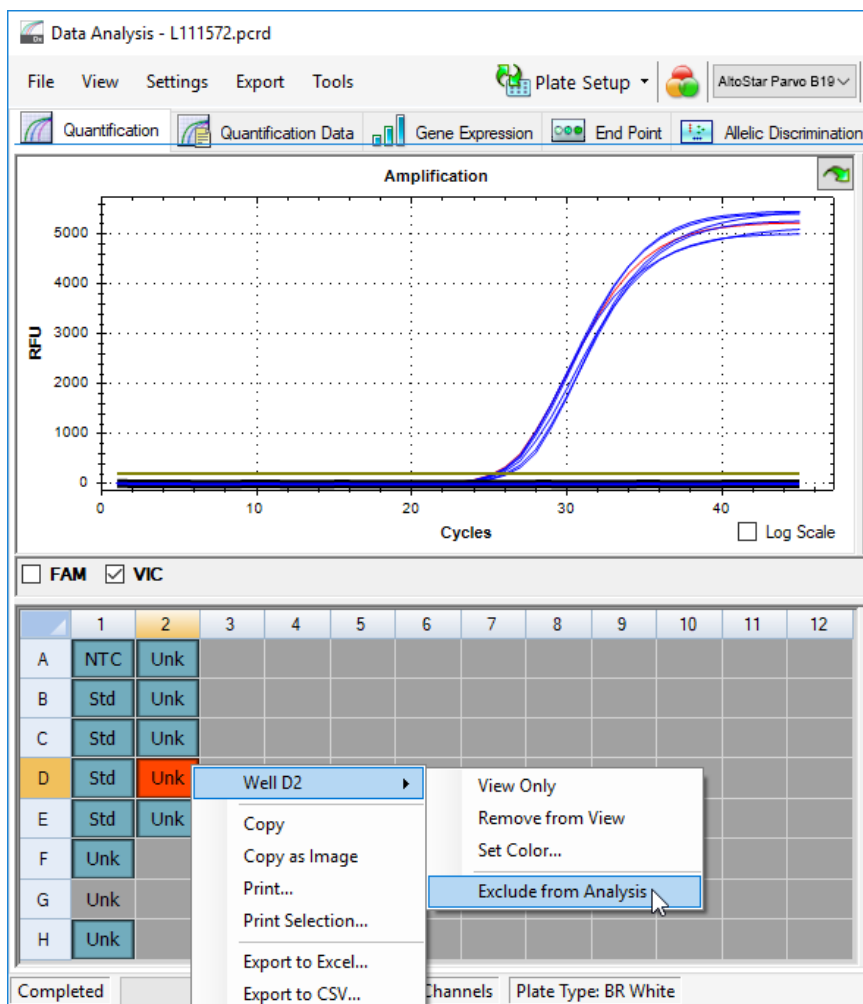 Data Analysis - L111572.pcrd
File View Settings Export Tools Plate Setup AltoStar Parvo B19
Quantification Quantification Data Gene Expression End Point Allelic Discrimination
Amplification
5000
4000
3000
2000
1000
0
RFU
0 10 20 30 40
Cycles
Log Scale
FAM VIC
1 2 3 4 5 6 7 8 9 10 11 12
A NTC Unk
B Std Unk
C Std Unk
D Std Unk
E Std Unk
F Unk
G Unk
H Unk
Well D2
Copy
Copy as Image
Print...
Print Selection...
Export to Excel...
Export to CSV...
View Only
Remove from View
Set Color...
Exclude from Analysis
Completed Channels Plate Type: BR White